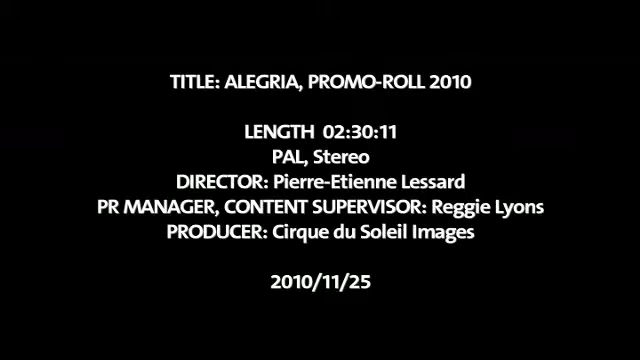 TITLE: ALEGRIA, PROMO-ROLL 2010
LENGTH 02:30:11
PAL, Stereo
DIRECTOR: Pierre-Etienne Lessard
PR MANAGER, CONTENT SUPERVISOR: Reggie Lyons
PRODUCER: Cirque du Soleil Images
2010/11/25